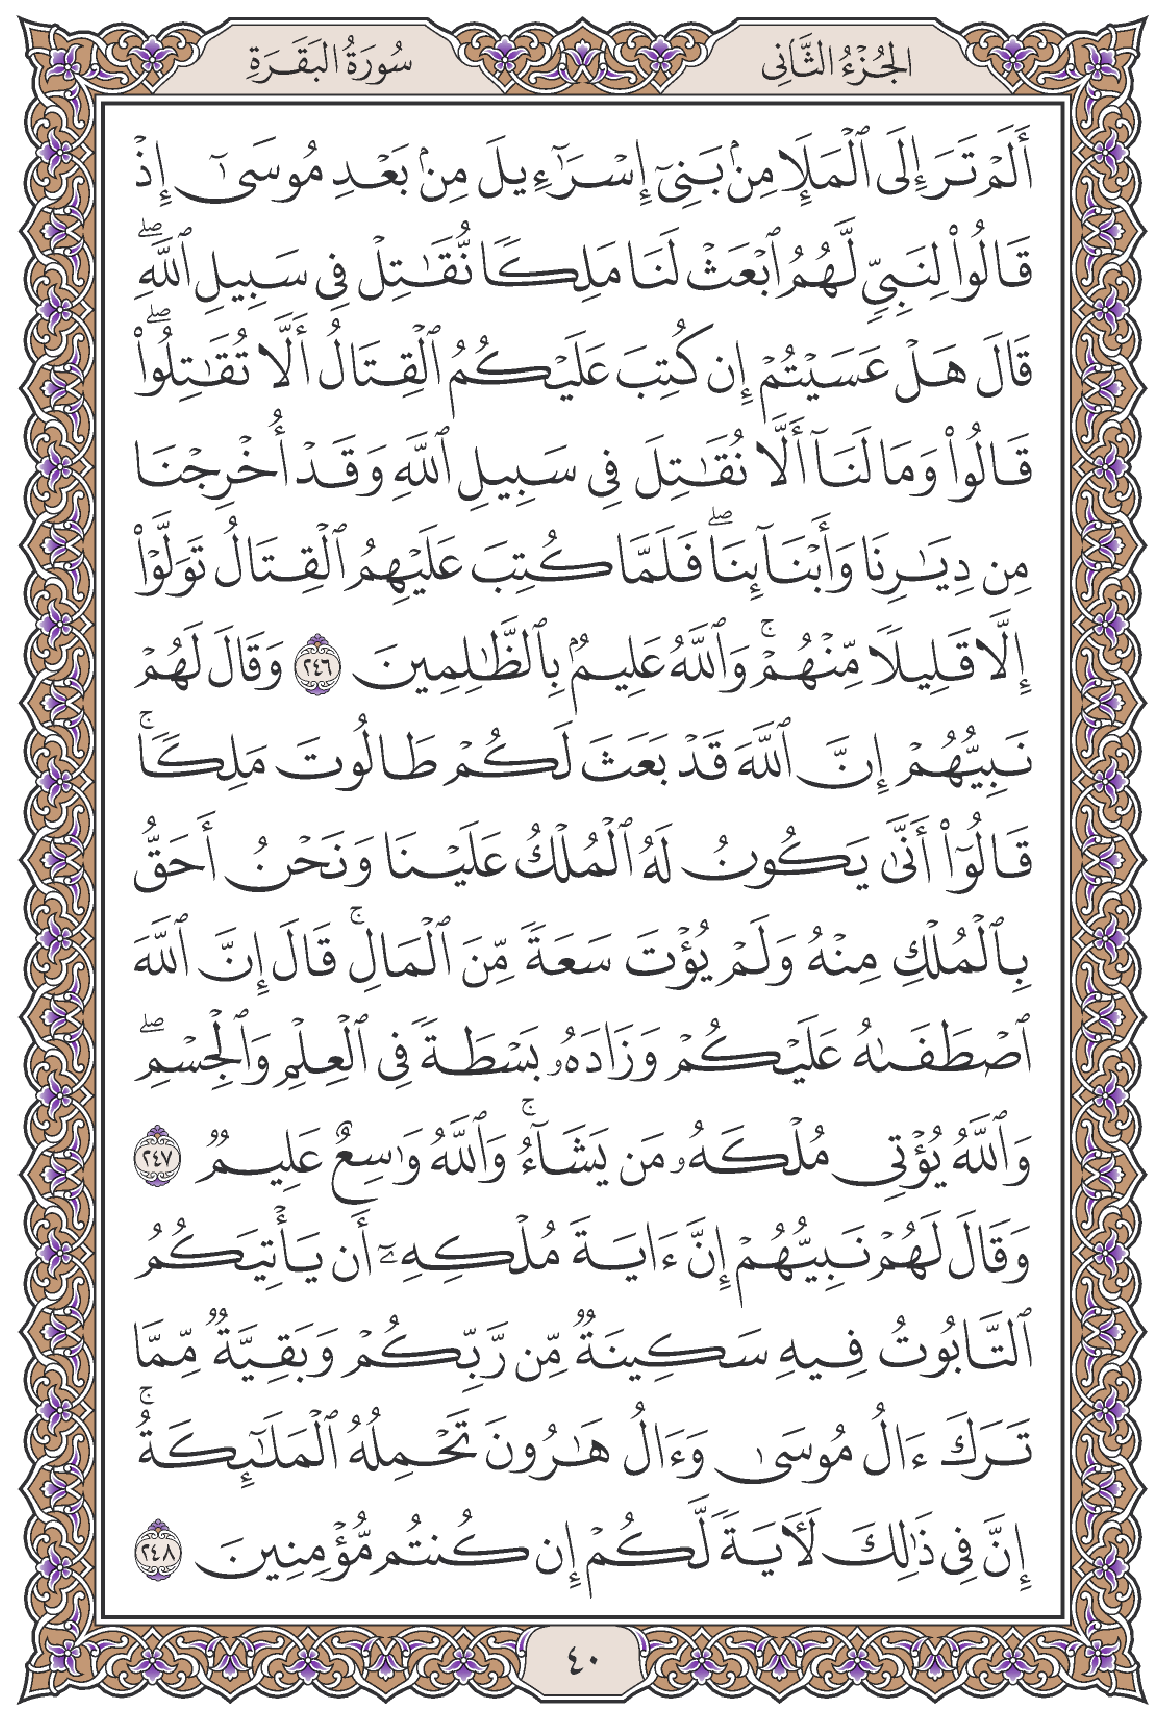 الجُزْءُ الثَّانِي
سُورَةُ البَقَرَةِ
أَلَمْ تَرَ إِلَى ٱلْمَلَإِ مِنۢ بَنِىٓ إِسْرَٰٓءِيلَ مِنۢ بَعْدِ مُوسَىٰٓ إِذْ
قَالُوا۟ لِنَبِىٍّ لَّهُمُ ٱبْعَثْ لَنَا مَلِكًا نُّقَـٰتِلْ فِى سَبِيلِ ٱللَّهِ ۖ
قَالَ هَلْ عَسَيْتُمْ إِن كُتِبَ عَلَيْكُمُ ٱلْقِتَالُ أَلَّا تُقَـٰتِلُوا۟ ۖ
قَالُوا۟ وَمَا لَنَآ أَلَّا نُقَـٰتِلَ فِى سَبِيلِ ٱللَّهِ وَقَدْ أُخْرِجْنَا
مِن دِيَـٰرِنَا وَأَبْنَآئِنَا ۖ فَلَمَّا كُتِبَ عَلَيْهِمُ ٱلْقِتَالُ تَوَلَّوْا۟
إِلَّا قَلِيلًا مِّنْهُمْ ۚ وَٱللَّهُ عَلِيمٌۢ بِٱلظَّـٰلِمِينَ ٢٤٦ وَقَالَ لَهُمْ
نَبِيُّهُمْ إِنَّ ٱللَّهَ قَدْ بَعَثَ لَكُمْ طَالُوتَ مَلِكًا ۚ
قَالُوٓا۟ أَنَّىٰ يَكُونُ لَهُ ٱلْمُلْكُ عَلَيْنَا وَنَحْنُ أَحَقُّ
بِٱلْمُلْكِ مِنْهُ وَلَمْ يُؤْتَ سَعَةً مِّنَ ٱلْمَالِ ۚ قَالَ إِنَّ ٱللَّهَ
ٱصْطَفَىٰهُ عَلَيْكُمْ وَزَادَهُۥ بَسْطَةً فِى ٱلْعِلْمِ وَٱلْجِسْمِ ۖ
وَٱللَّهُ يُؤْتِى مُلْكَهُۥ مَن يَشَآءُ ۚ وَٱللَّهُ وَٰسِعٌ عَلِيمٌ ٢٤٧
وَقَالَ لَهُمْ نَبِيُّهُمْ إِنَّ ءَايَةَ مُلْكِهِۦٓ أَن يَأْتِيَكُمُ
ٱلتَّابُوتُ فِيهِ سَكِينَةٌ مِّن رَّبِّكُمْ وَبَقِيَّةٌ مِّمَّا
تَرَكَ ءَالُ مُوسَىٰ وَءَالُ هَـٰرُونَ تَحْمِلُهُ ٱلْمَلَـٰٓئِكَةُ ۚ
إِنَّ فِى ذَٰلِكَ لَـَٔايَةً لَّكُمْ إِن كُنتُم مُّؤْمِنِينَ ٢٤٨
٤٠